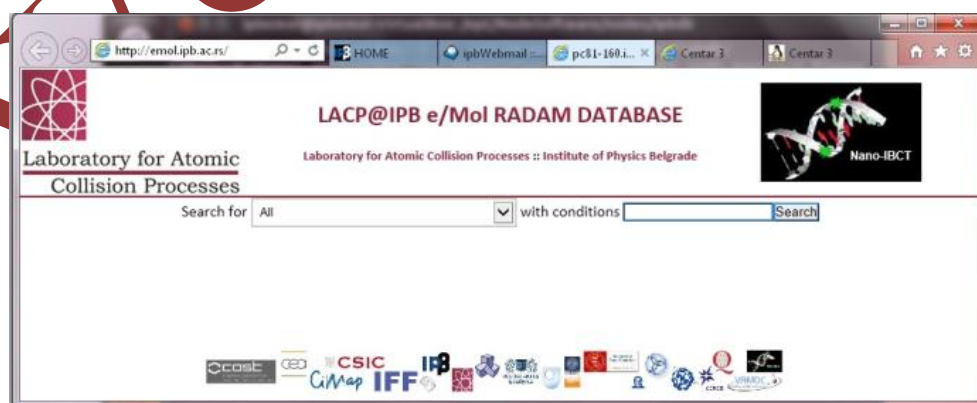 http://emol.ipb.ac.rs/
HOME
ipbWebmail ::...
pc81-160.i...
Centar 3
Centar 3
LACP@IPB e/Mol RADAM DATABASE
Laboratory for Atomic
Collision Processes
Laboratory for Atomic Collision Processes :: Institute of Physics Belgrade
Nano-IBCT
Search for All with conditions Search
cost cea CSIC CiMap IFF IPB